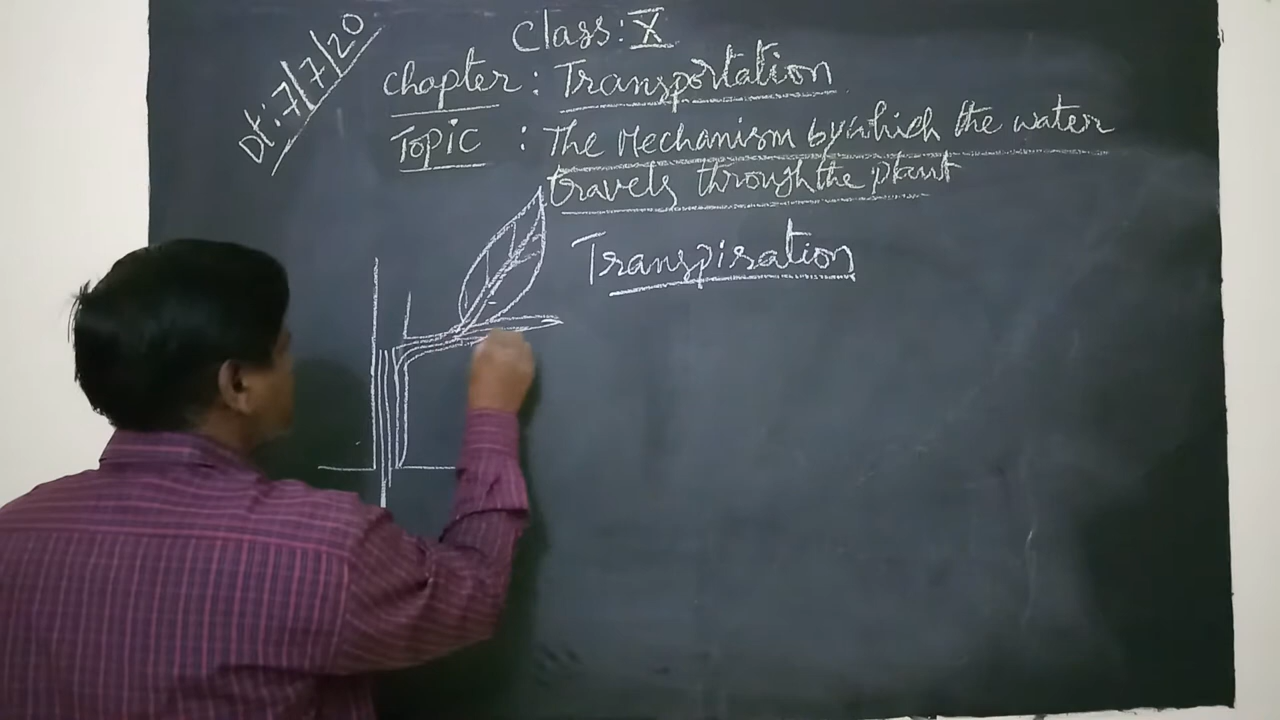 Dt: 7/7/20
Class: X
Chapter : Transportation
Topic : The Mechanism by which the water
travels through the plant
Transpiration